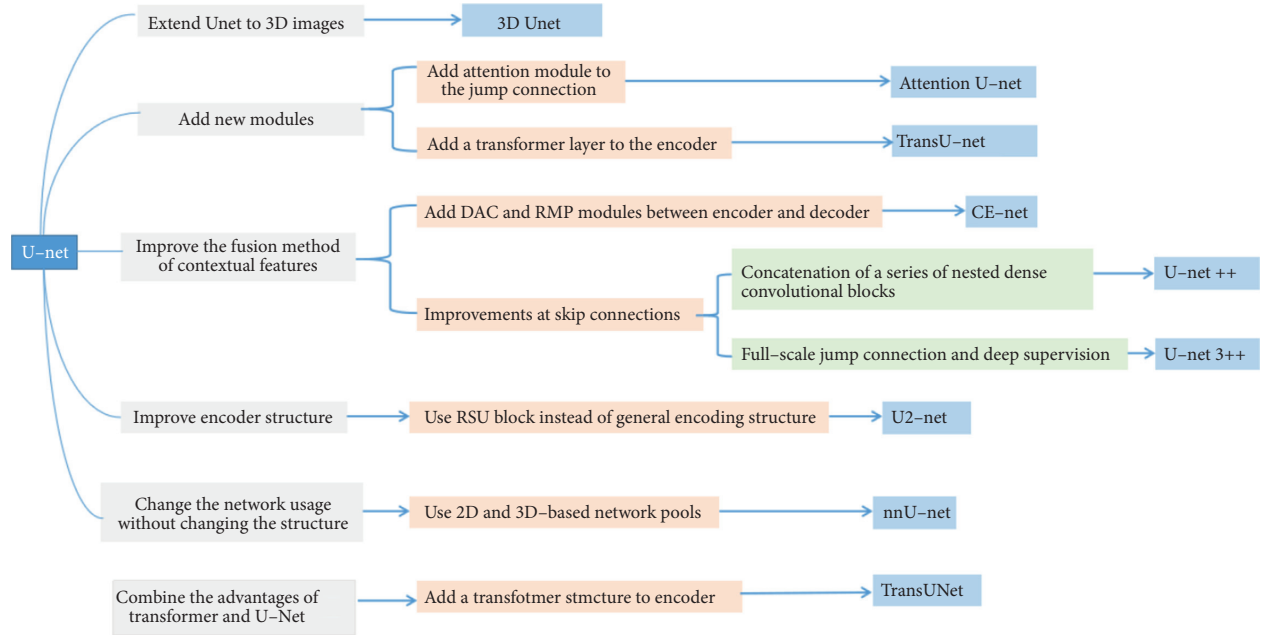 Extend Unet to 3D images
3D Unet
Add new modules
Add attention module to
the jump connection
Attention U–net
Add a transformer layer to the encoder
TransU–net
U–net
Improve the fusion method
of contextual features
Add DAC and RMP modules between encoder and decoder
CE–net
Improvements at skip connections
Concatenation of a series of nested dense
convolutional blocks
U–net ++
Full–scale jump connection and deep supervision
U–net 3++
Improve encoder structure
Use RSU block instead of general encoding structure
U2–net
Change the network usage
without changing the structure
Use 2D and 3D–based network pools
nnU–net
Combine the advantages of
transformer and U–Net
Add a transfotmer stmcture to encoder
TransUNet